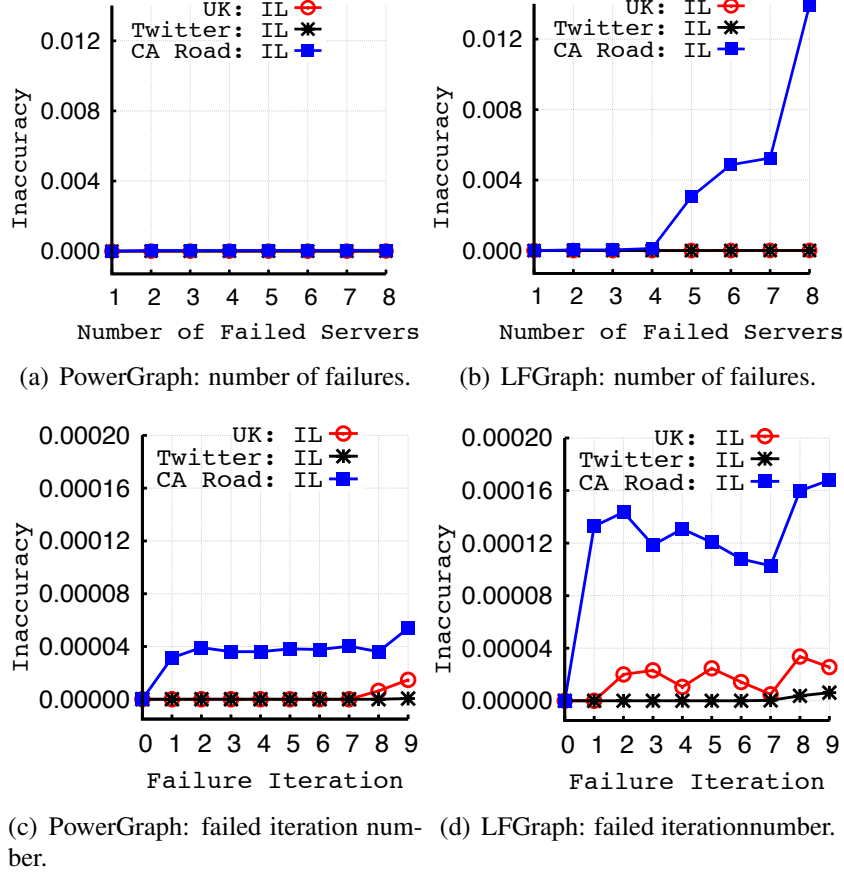 UK: IL
Twitter: IL
CA Road: IL
0.012
0.008
0.004
0.000
Inaccuracy
1 2 3 4 5 6 7 8
Number of Failed Servers
(a) PowerGraph: number of failures.
UK: IL
Twitter: IL
CA Road: IL
0.012
0.008
0.004
0.000
Inaccuracy
1 2 3 4 5 6 7 8
Number of Failed Servers
(b) LFGraph: number of failures.
UK: IL
Twitter: IL
CA Road: IL
0.00020
0.00016
0.00012
0.00008
0.00004
0.00000
Inaccuracy
0 1 2 3 4 5 6 7 8 9
Failure Iteration
(c) PowerGraph: failed iteration num-
ber.
UK: IL
Twitter: IL
CA Road: IL
0.00020
0.00016
0.00012
0.00008
0.00004
0.00000
Inaccuracy
0 1 2 3 4 5 6 7 8 9
Failure Iteration
(d) LFGraph: failed iterationnumber.